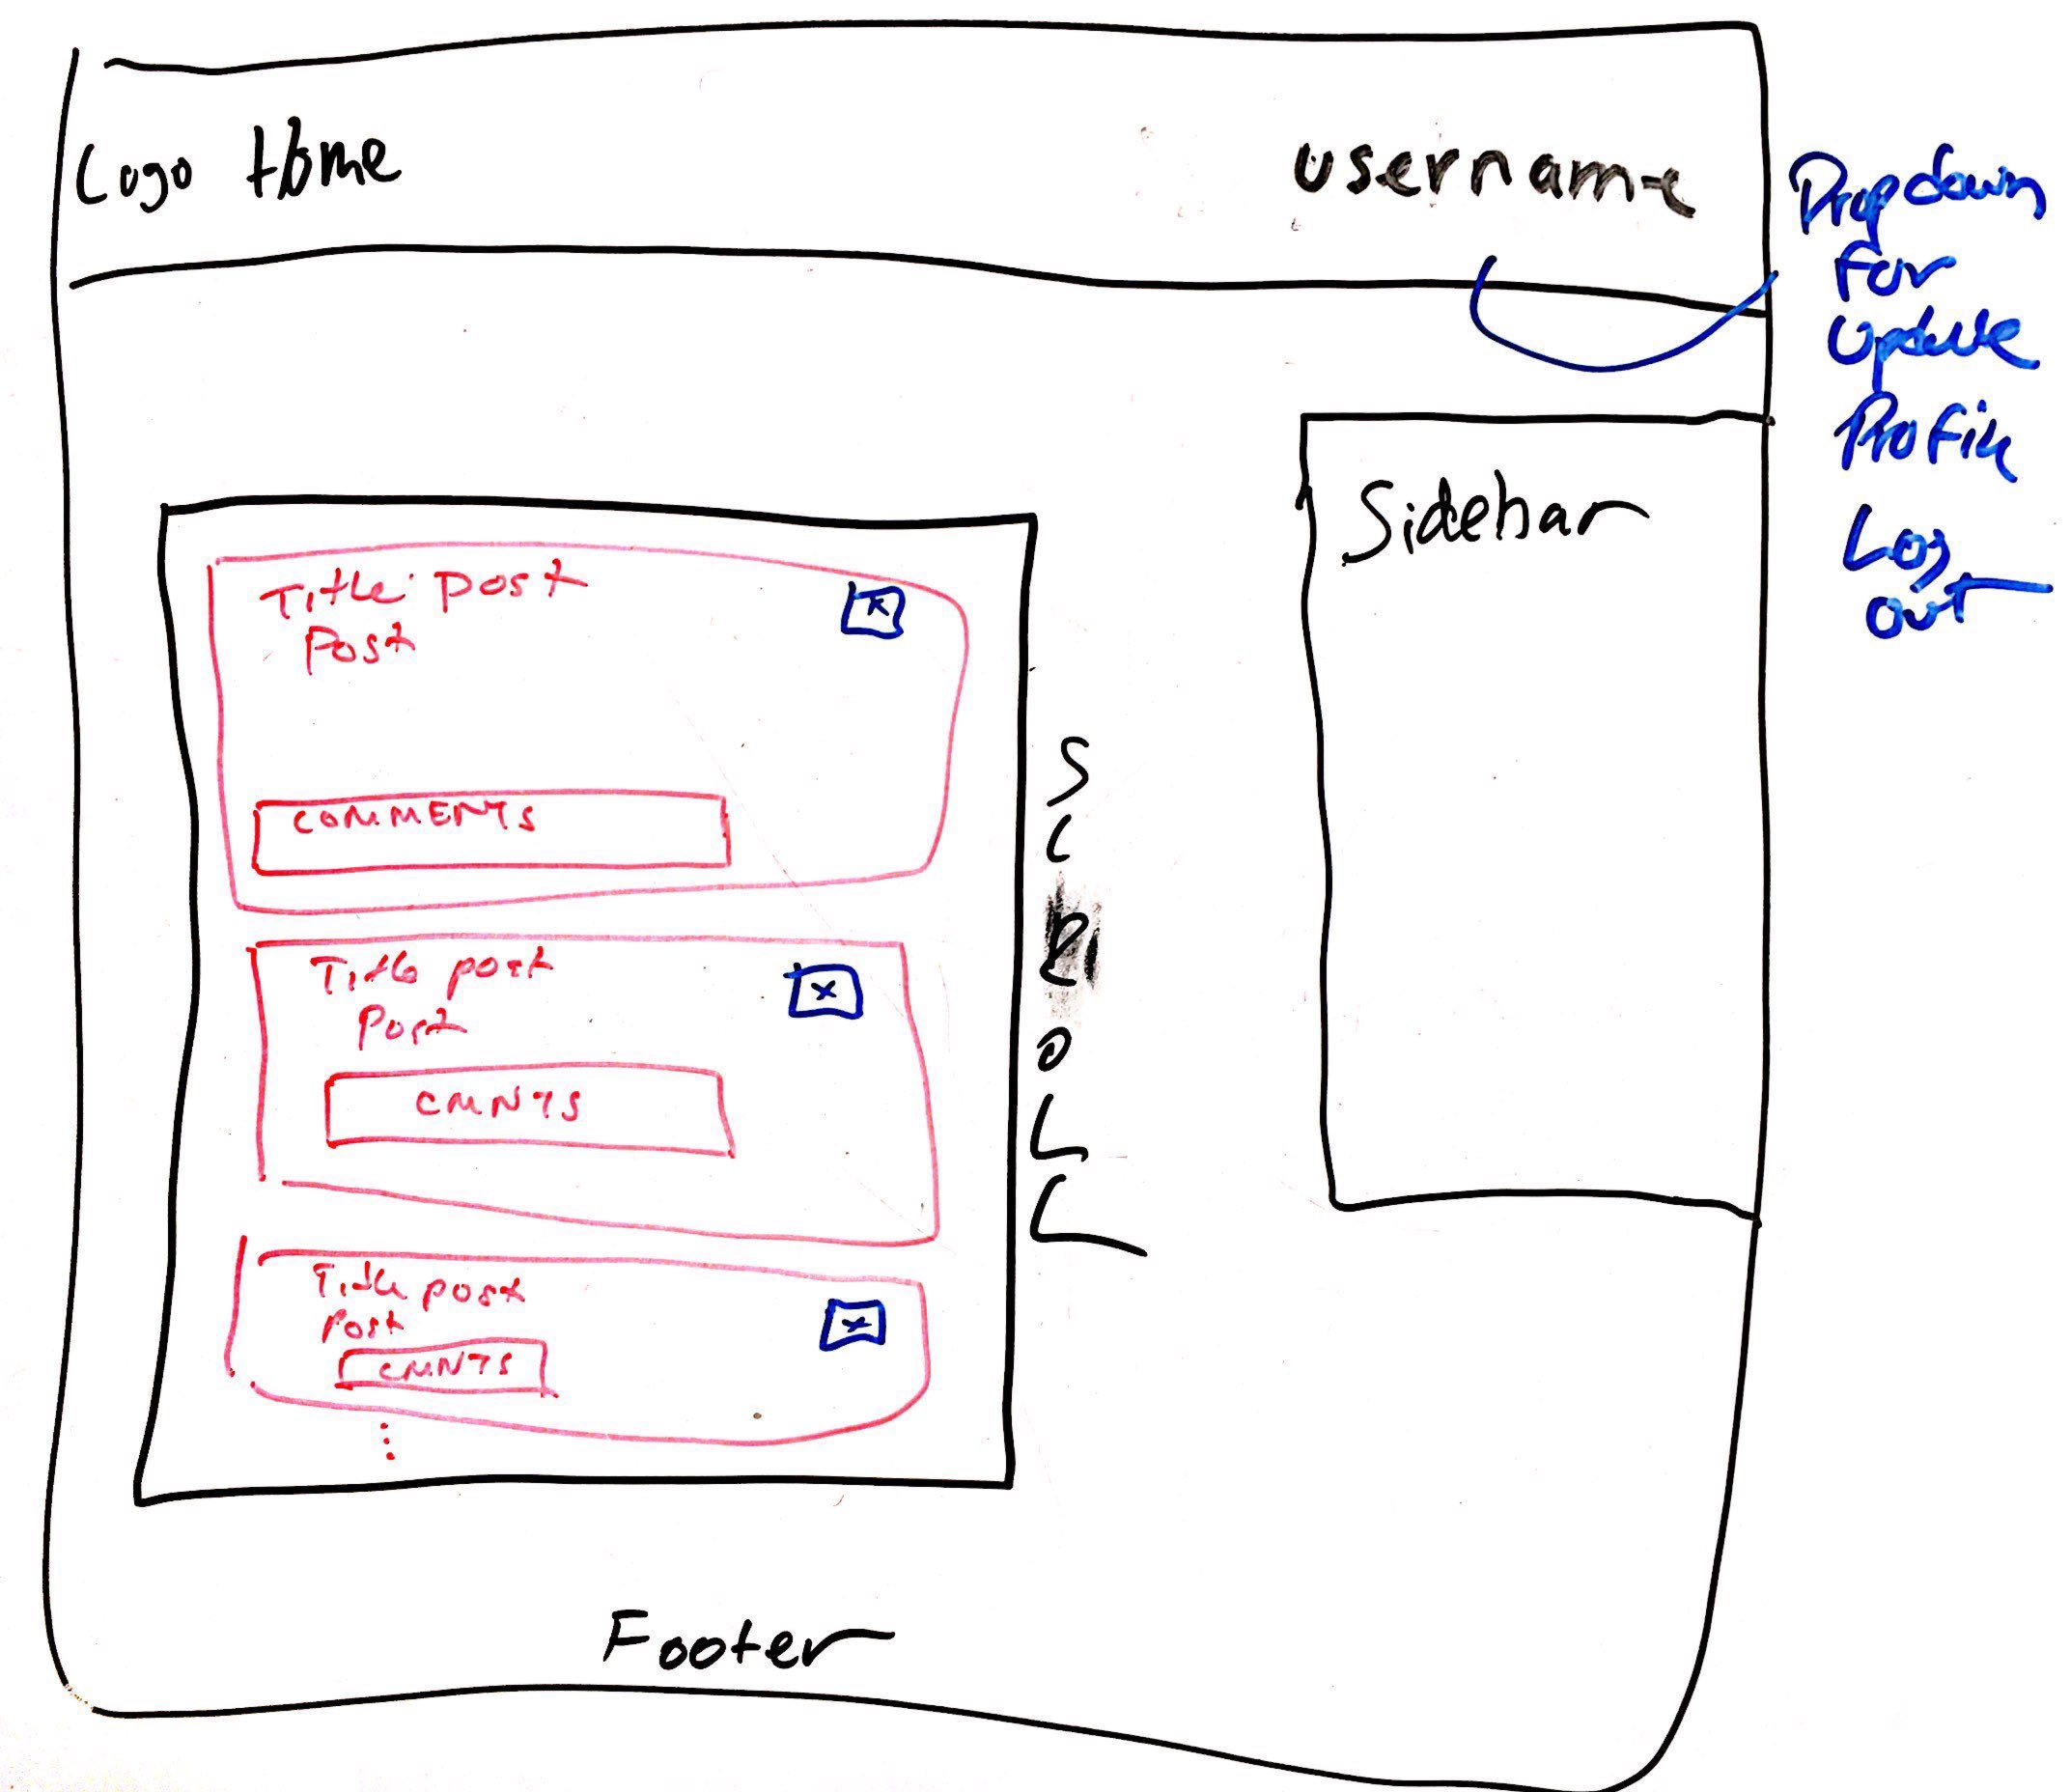 Logo Home
username
Dropdown
For
Update
Profile
Log
Out
Sidebar
Title post
Post
COMMENTS
Title post
Post
CMNTS
Title post
Post
CMNTS
SCROLL
Footer